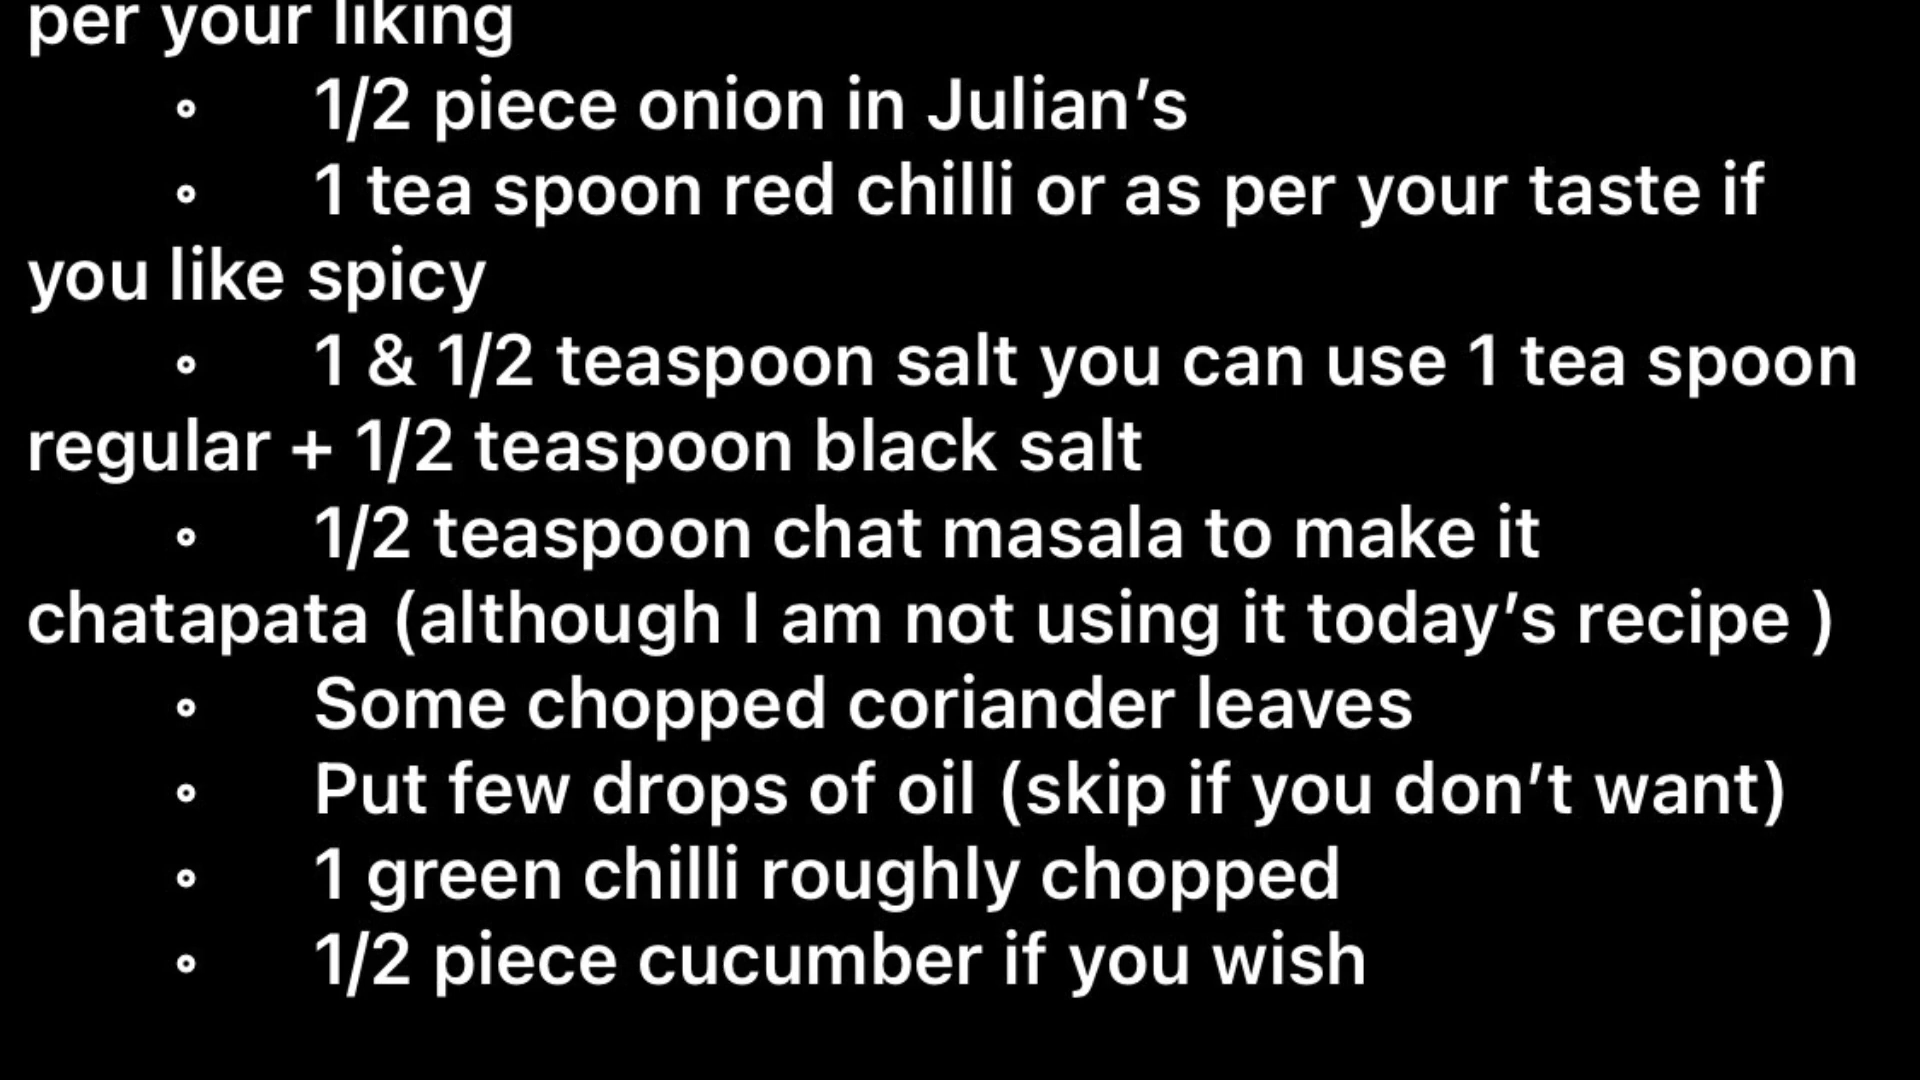 per your liking
◦ 1/2 piece onion in Julian’s
◦ 1 tea spoon red chilli or as per your taste if
you like spicy
◦ 1 & 1/2 teaspoon salt you can use 1 tea spoon
regular + 1/2 teaspoon black salt
◦ 1/2 teaspoon chat masala to make it
chatapata (although I am not using it today’s recipe )
◦ Some chopped coriander leaves
◦ Put few drops of oil (skip if you don’t want)
◦ 1 green chilli roughly chopped
◦ 1/2 piece cucumber if you wish